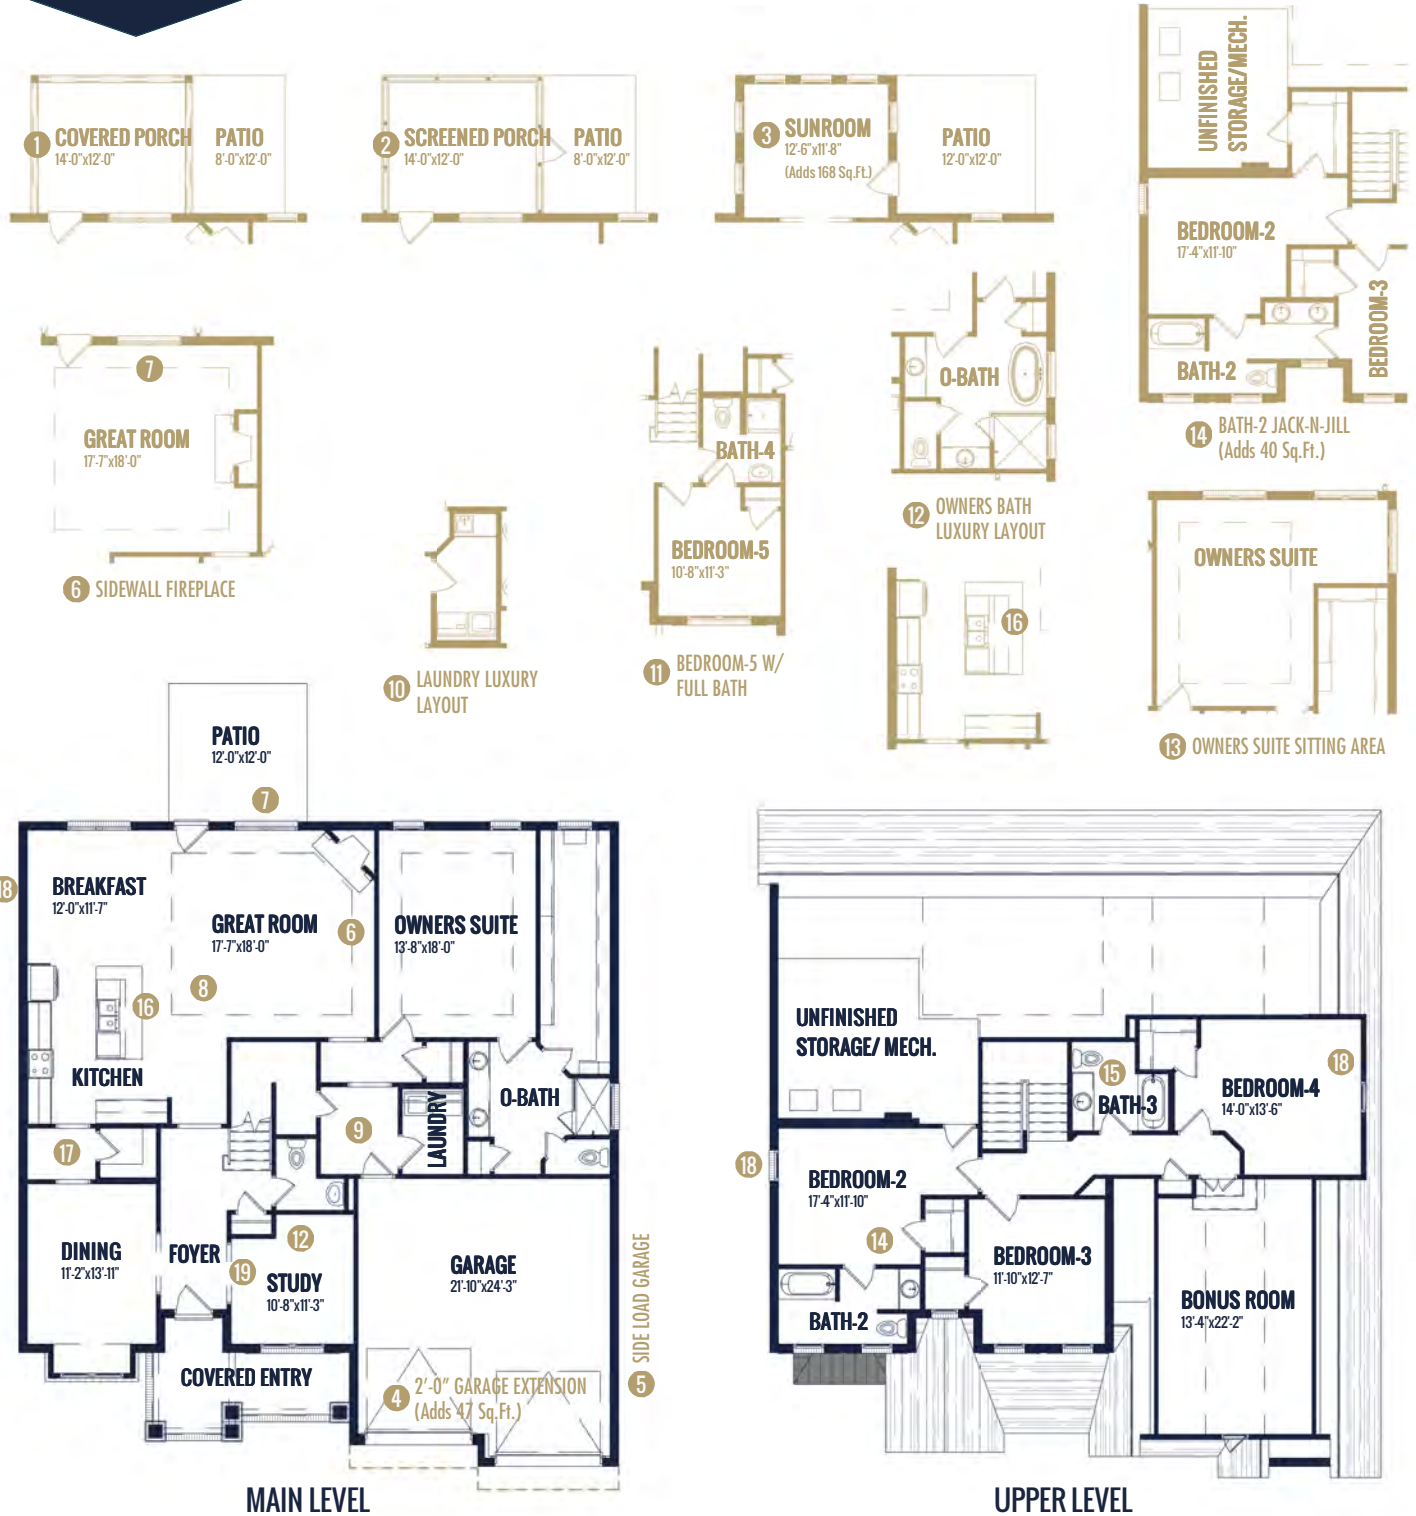 1 COVERED PORCH
14'-0"x12'-0"
PATIO
8'-0"x12'-0"
2 SCREENED PORCH
14'-0"x12'-0"
PATIO
8'-0"x12'-0"
3 SUNROOM
12'-6"x11'-8"
(Adds 168 Sq.Ft.)
PATIO
12'-0"x12'-0"
UNFINISHED
STORAGE/MECH.
BEDROOM-2
17'-4"x11'-10"
BEDROOM-3
BATH-2
14 BATH-2 JACK-N-JILL
(Adds 40 Sq.Ft.)
7
GREAT ROOM
17'-7"x18'-0"
6 SIDEWALL FIREPLACE
10 LAUNDRY LUXURY
LAYOUT
BATH-4
BEDROOM-5
10'-8"x11'-3"
11 BEDROOM-5 W/
FULL BATH
O-BATH
12 OWNERS BATH
LUXURY LAYOUT
16
OWNERS SUITE
13 OWNERS SUITE SITTING AREA
PATIO
12'-0"x12'-0"
7
18
BREAKFAST
12'-0"x11'-7"
GREAT ROOM
17'-7"x18'-0"
6
8
OWNERS SUITE
13'-8"x18'-0"
16
KITCHEN
O-BATH
LAUNDRY
9
17
DINING
11'-2"x13'-11"
FOYER
12
19
STUDY
10'-8"x11'-3"
GARAGE
21'-10"x24'-3"
5 SIDE LOAD GARAGE
COVERED ENTRY
4 2'-0" GARAGE EXTENSION
(Adds 47 Sq.Ft.)
MAIN LEVEL
UNFINISHED
STORAGE/ MECH.
15
BATH-3
18
BEDROOM-4
14'-0"x13'-6"
18
BEDROOM-2
17'-4"x11'-10"
14
BEDROOM-3
11'-10"x12'-7"
BATH-2
BONUS ROOM
13'-4"x22'-2"
UPPER LEVEL